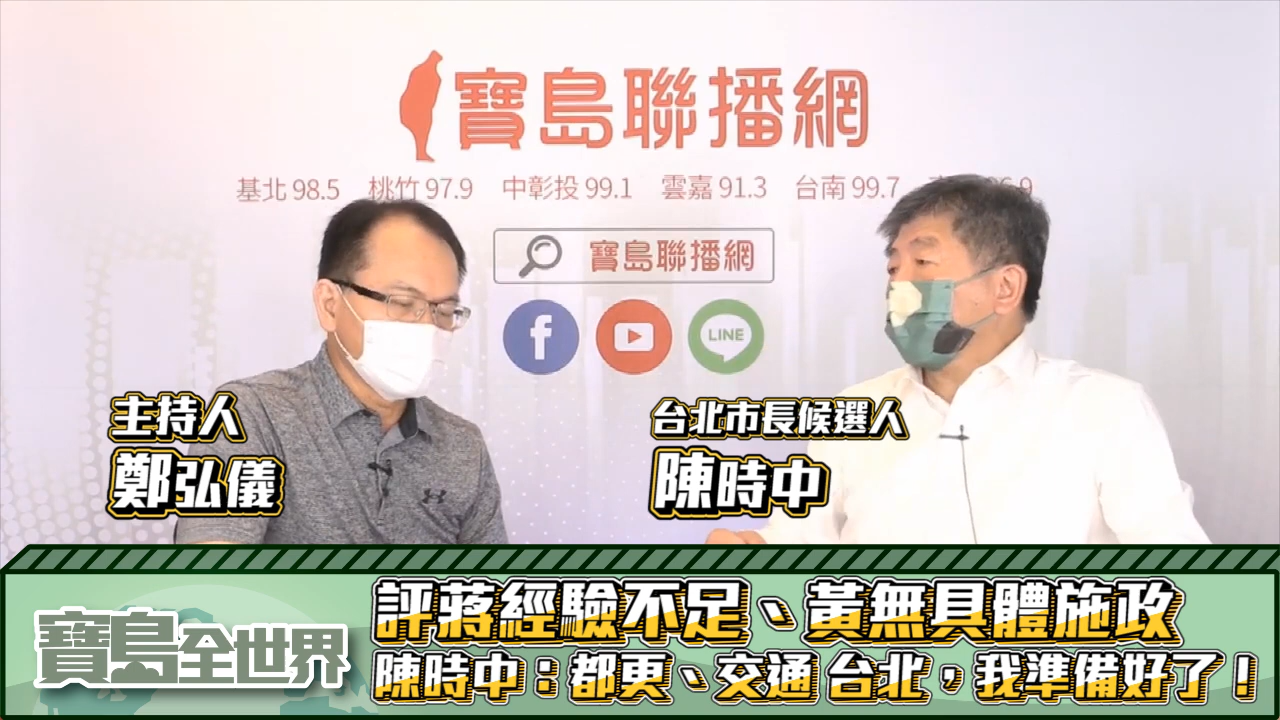 寶島聯播網
基北 98.5 桃竹 97.9 中彰投 99.1 雲嘉 91.3 台南 99.7
寶島聯播網
f
LINE
主持人
鄭弘儀
台北市長候選人
陳時中
寶島全世界
評蔣經驗不足、黃無具體施政
陳時中：都更、交通 台北，我準備好了！